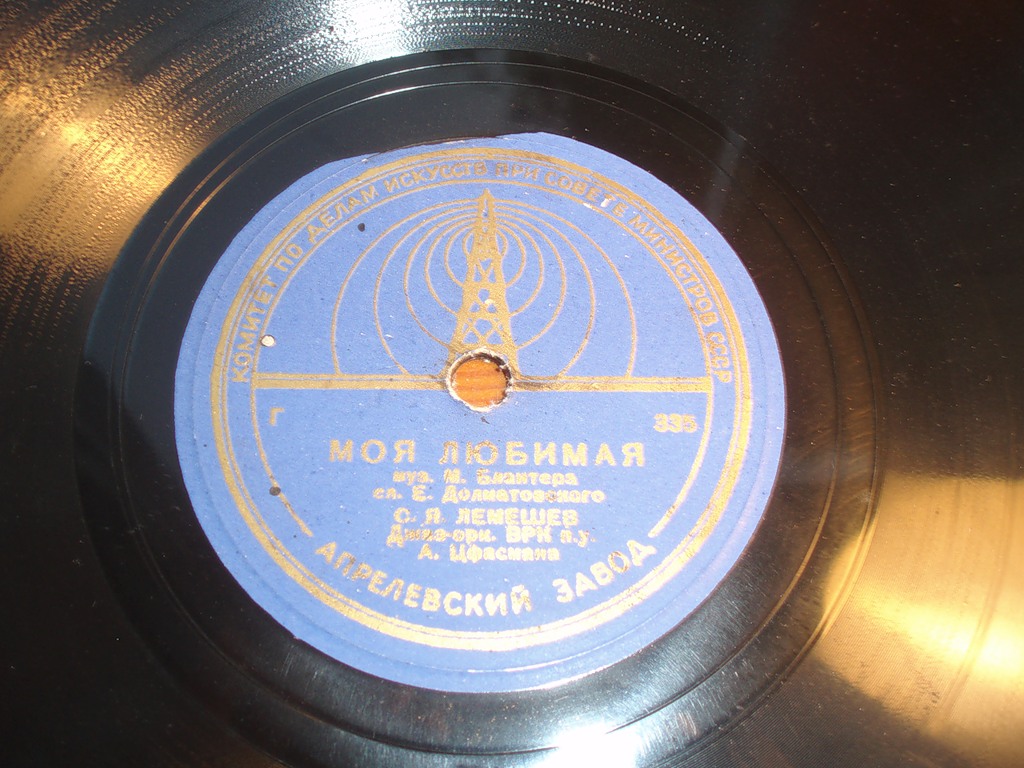 КОМИТЕТ ПО ДЕЛАМ ИСКУССТВ ПРИ СОВЕТЕ МИНИСТРОВ СССР
Г 335
МОЯ ЛЮБИМАЯ
муз. М. Блантера
сл. Е. Долматовского
С. Я. ЛЕМЕШЕВ
Джаз-орк. ВРК п.у.
А. Цфасмана
АПРЕЛЕВСКИЙ ЗАВОД